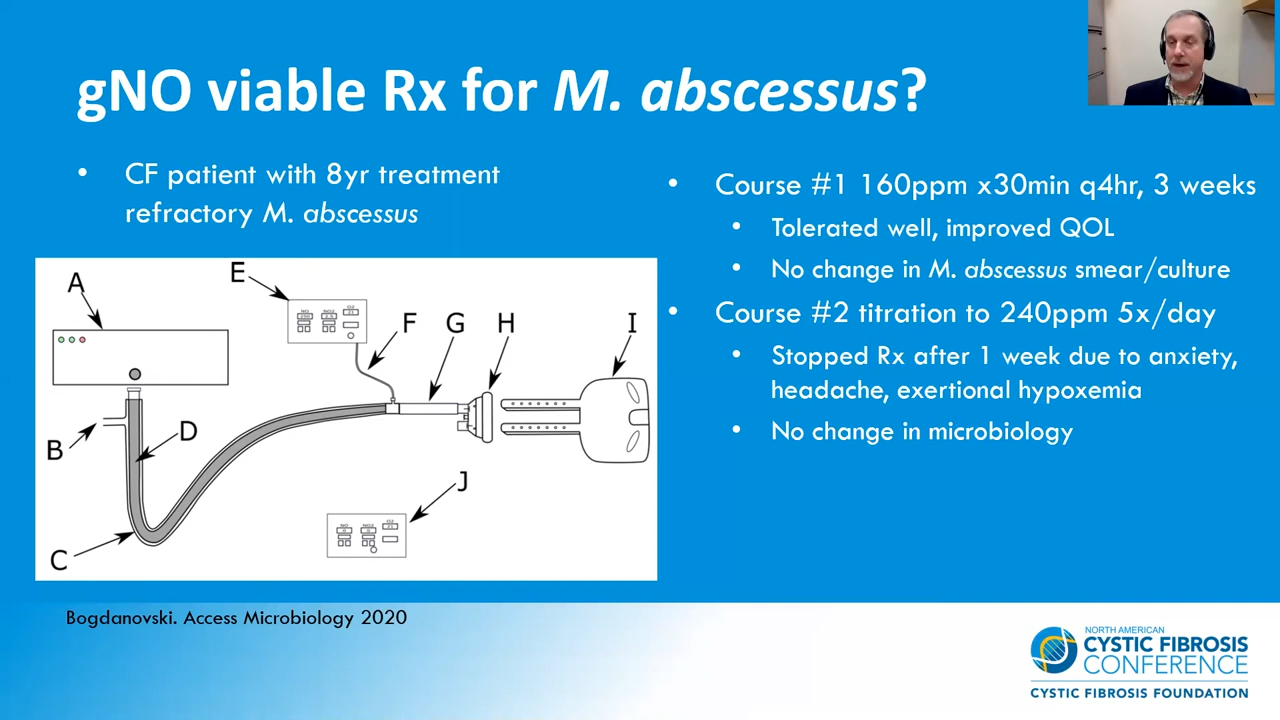 gNO viable Rx for M. abscessus?
• CF patient with 8yr treatment
refractory M. abscessus
A
B
C
D
E
F
G
H
I
J
• Course #1 160ppm x30min q4hr, 3 weeks
• Tolerated well, improved QOL
• No change in M. abscessus smear/culture
• Course #2 titration to 240ppm 5x/day
• Stopped Rx after 1 week due to anxiety,
headache, exertional hypoxemia
• No change in microbiology
Bogdanovski. Access Microbiology 2020
NORTH AMERICAN
CYSTIC FIBROSIS
CONFERENCE
CYSTIC FIBROSIS FOUNDATION